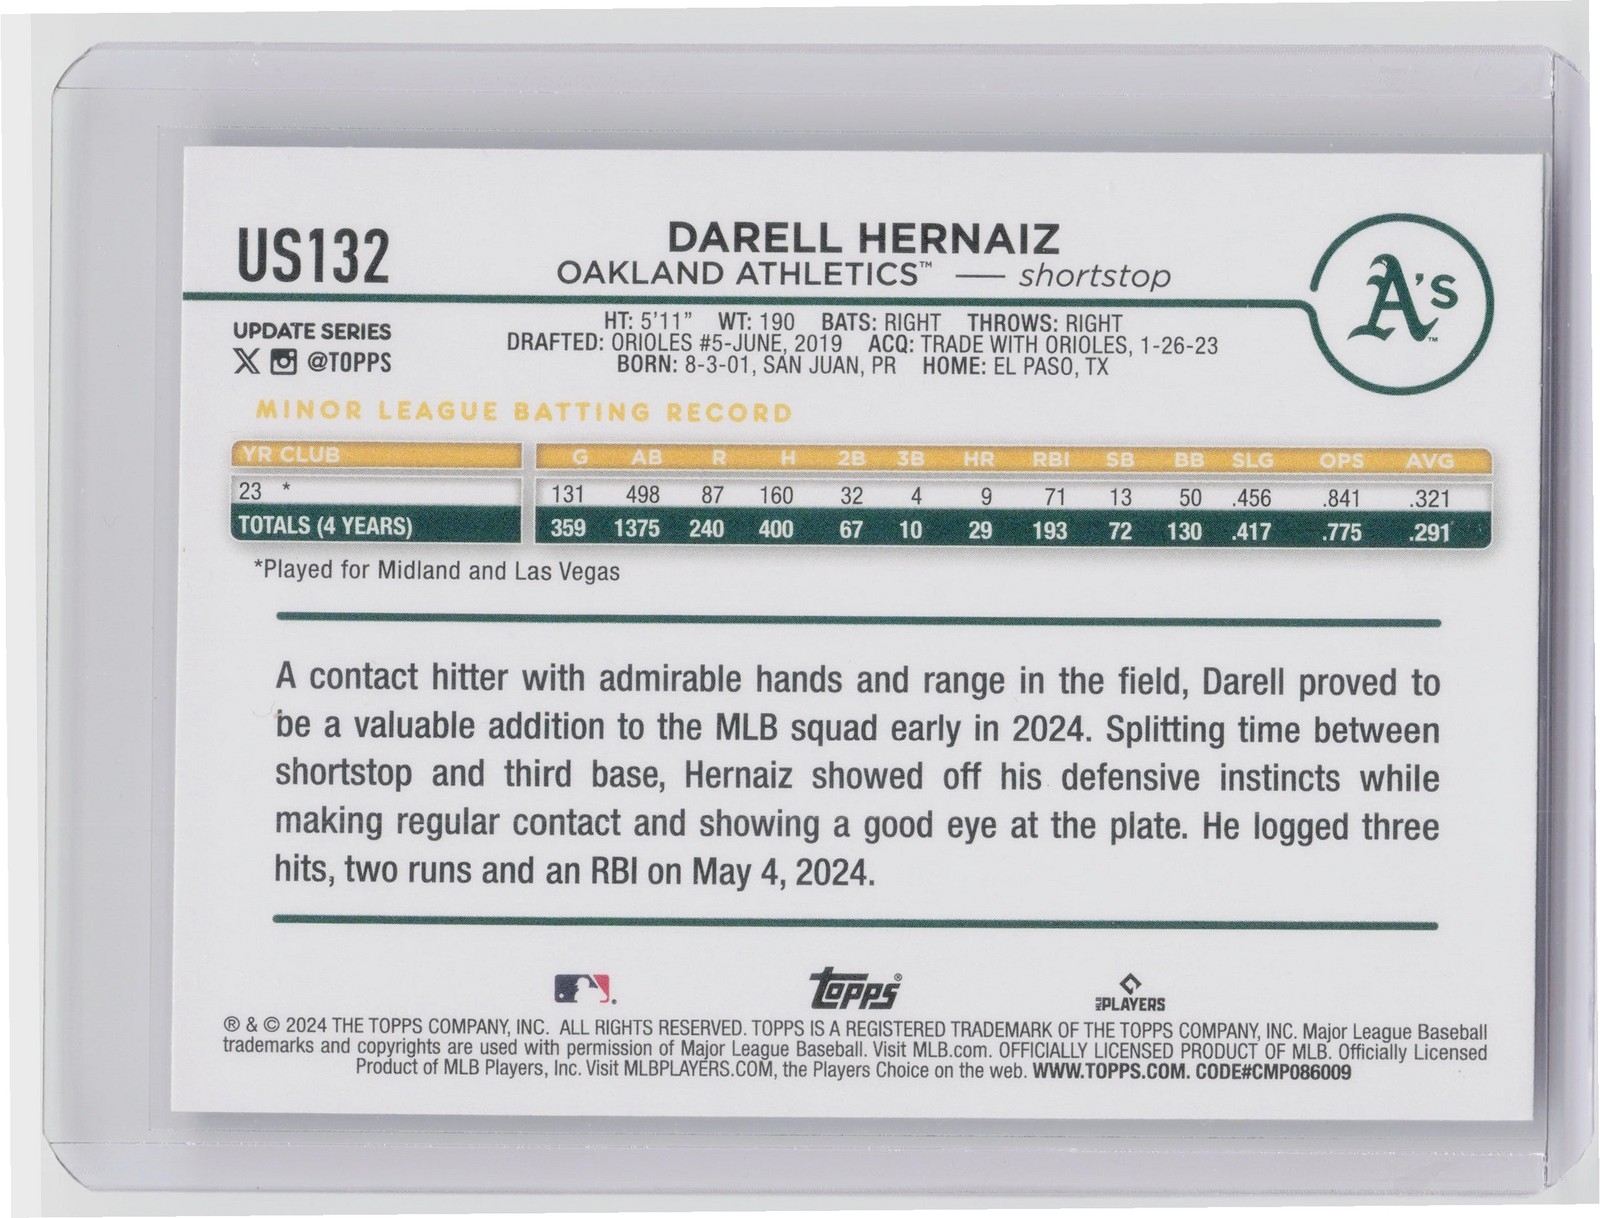 US132
DARELL HERNAIZ
OAKLAND ATHLETICS™ — shortstop
A's™
UPDATE SERIES
@TOPPS
HT: 5'11" WT: 190 BATS: RIGHT THROWS: RIGHT
DRAFTED: ORIOLES #5-JUNE, 2019 ACQ: TRADE WITH ORIOLES, 1-26-23
BORN: 8-3-01, SAN JUAN, PR HOME: EL PASO, TX
MINOR LEAGUE BATTING RECORD
YR CLUB G AB R H 2B 3B HR RBI SB BB SLG OPS AVG
23 * 131 498 87 160 32 4 9 71 13 50 .456 .841 .321
TOTALS (4 YEARS) 359 1375 240 400 67 10 29 193 72 130 .417 .775 .291
*Played for Midland and Las Vegas
A contact hitter with admirable hands and range in the field, Darell proved to
be a valuable addition to the MLB squad early in 2024. Splitting time between
shortstop and third base, Hernaiz showed off his defensive instincts while
making regular contact and showing a good eye at the plate. He logged three
hits, two runs and an RBI on May 4, 2024.
topps®
PLAYERS
® & © 2024 THE TOPPS COMPANY, INC. ALL RIGHTS RESERVED. TOPPS IS A REGISTERED TRADEMARK OF THE TOPPS COMPANY, INC. Major League Baseball
trademarks and copyrights are used with permission of Major League Baseball. Visit MLB.com. OFFICIALLY LICENSED PRODUCT OF MLB. Officially Licensed
Product of MLB Players, Inc. Visit MLBPLAYERS.COM, the Players Choice on the web. WWW.TOPPS.COM. CODE#CMP086009